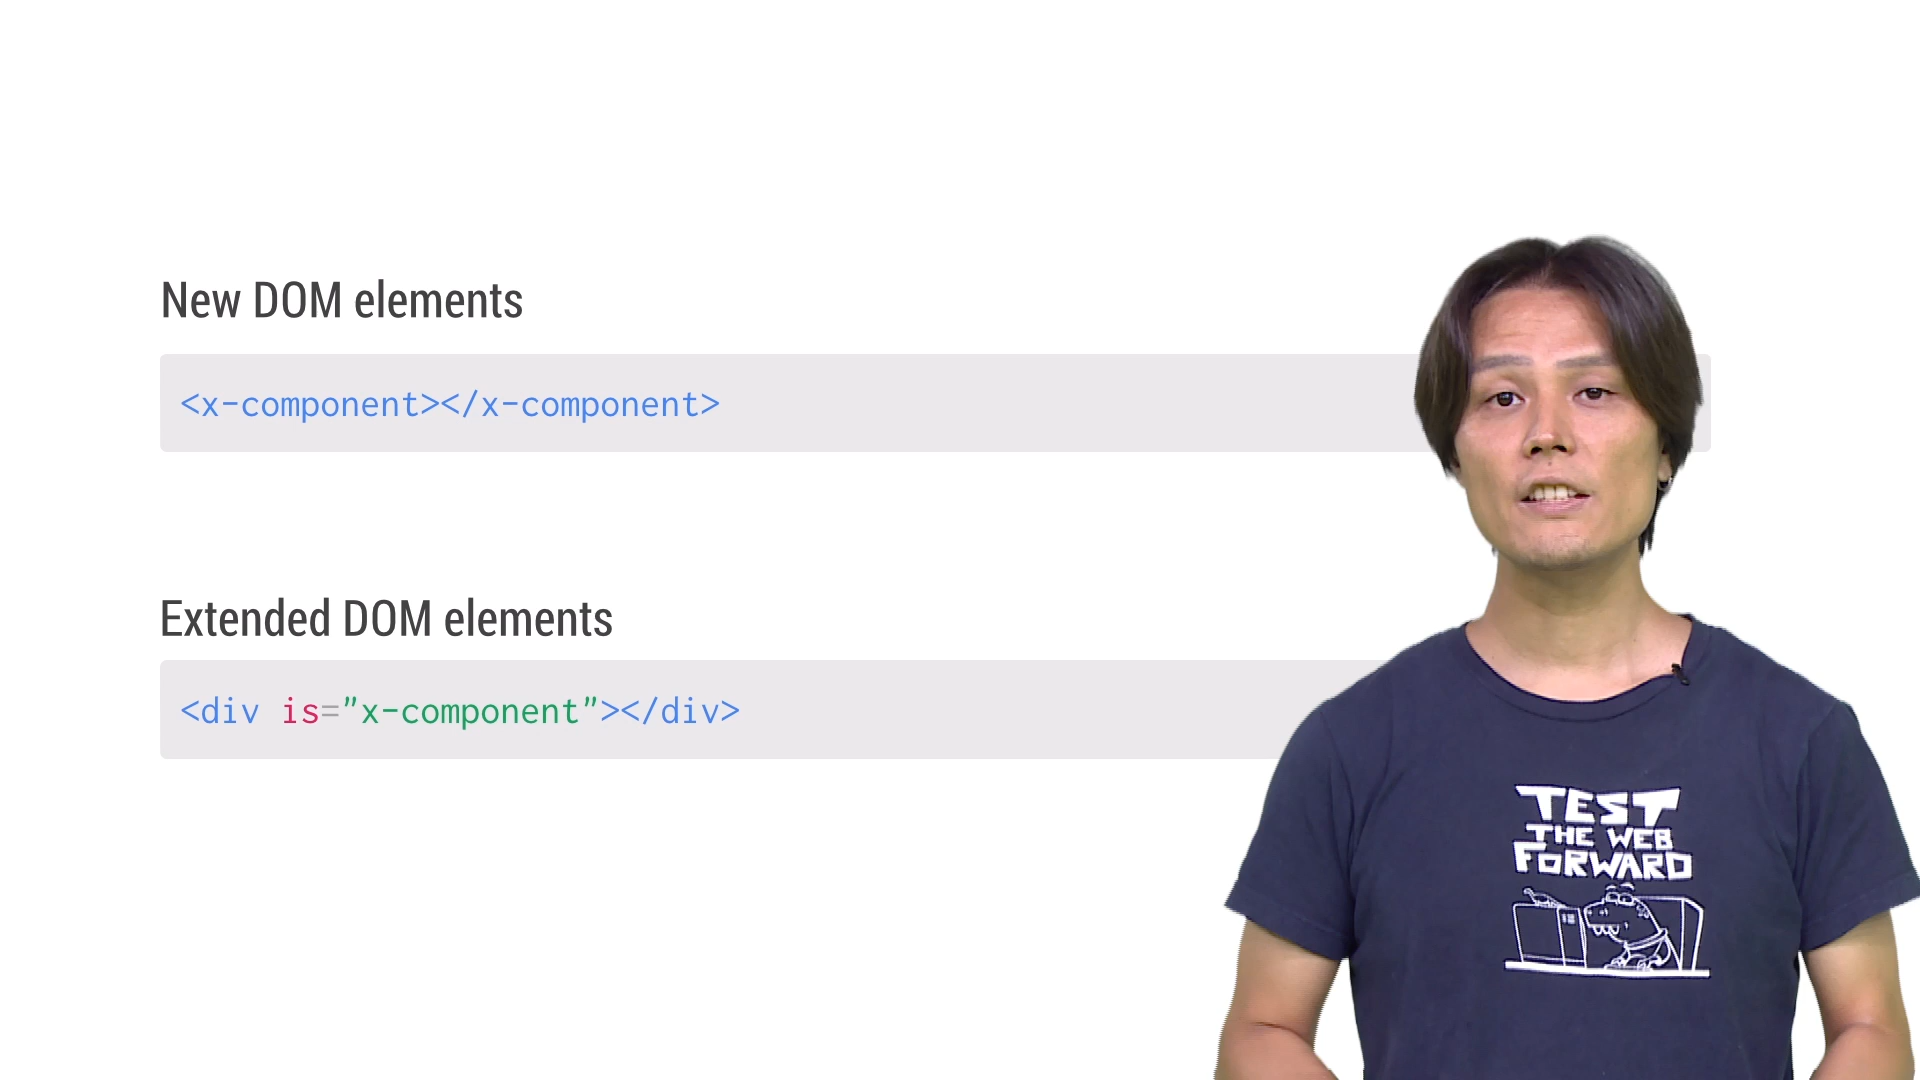 New DOM elements
<x-component></x-component>
Extended DOM elements
<div is="x-component"></div>
TEST
THE WEB
FORWARD